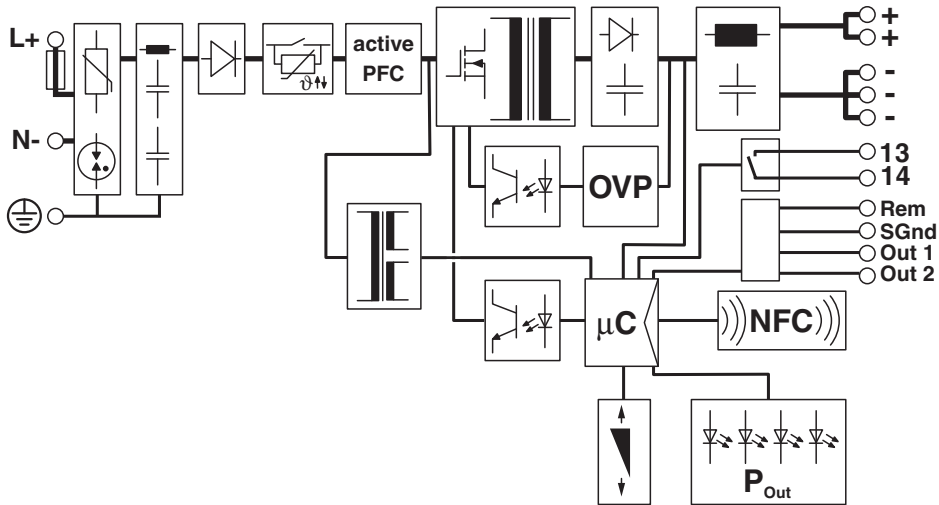 L+
N-
active
PFC
ϑ
+
+
-
-
-
OVP
13
14
Rem
SGnd
Out 1
Out 2
µC
NFC
P Out